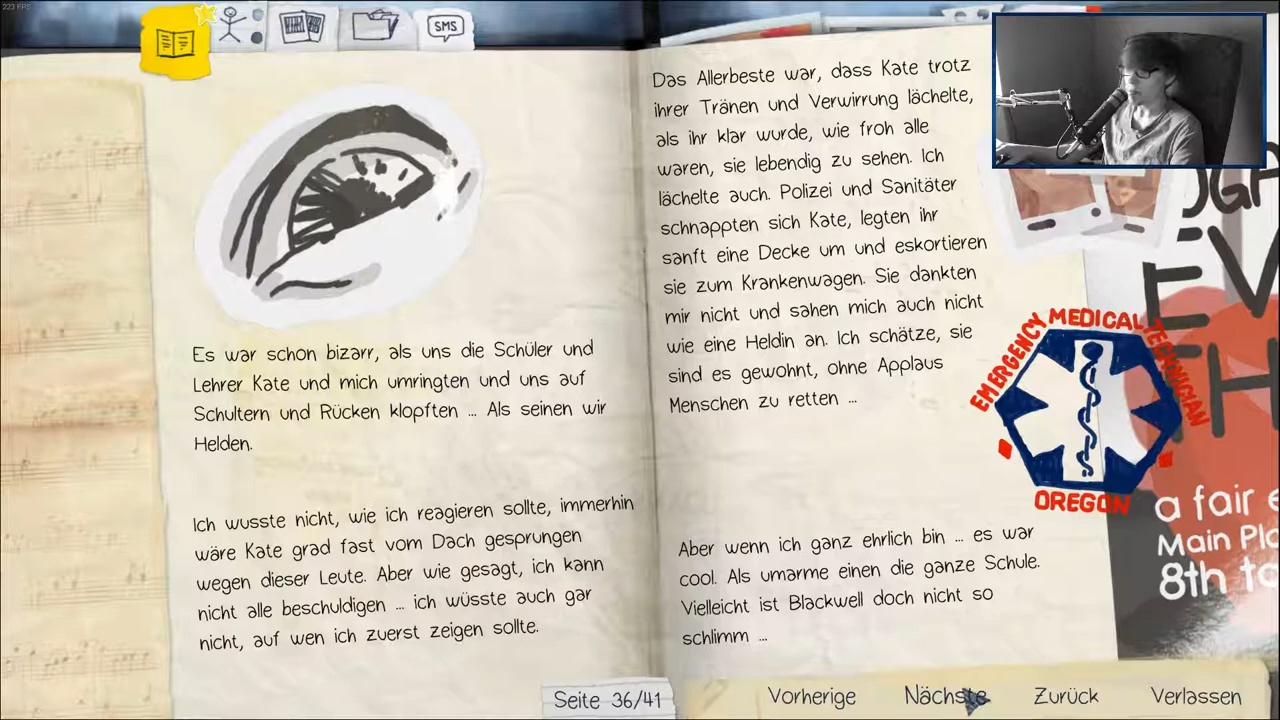 223 FPS
SMS
Es war schon bizarr, als uns die Schüler und
Lehrer Kate und mich umringten und uns auf
Schultern und Rücken klopften ... Als seinen wir
Helden.
Ich wusste nicht, wie ich reagieren sollte, immerhin
wäre Kate grad fast vom Dach gesprungen
wegen dieser Leute. Aber wie gesagt, ich kann
nicht alle beschuldigen ... ich wüsste auch gar
nicht, auf wen ich zuerst zeigen sollte.
Das Allerbeste war, dass Kate trotz
ihrer Tränen und Verwirrung lächelte,
als ihr klar wurde, wie froh alle
waren, sie lebendig zu sehen. Ich
lächelte auch. Polizei und Sanitäter
schnappten sich Kate, legten ihr
sanft eine Decke um und eskortieren
sie zum Krankenwagen. Sie dankten
mir nicht und sahen mich auch nicht
wie eine Heldin an. Ich schätze, sie
sind es gewohnt, ohne Applaus
Menschen zu retten ...
Aber wenn ich ganz ehrlich bin ... es war
cool. Als umarme einen die ganze Schule.
Vielleicht ist Blackwell doch nicht so
schlimm ...
EMERGENCY MEDICAL TECHNICIAN
OREGON
a fair e
Main Pla
8th to
Seite 36/41
Vorherige
Nächste
Zurück
Verlassen